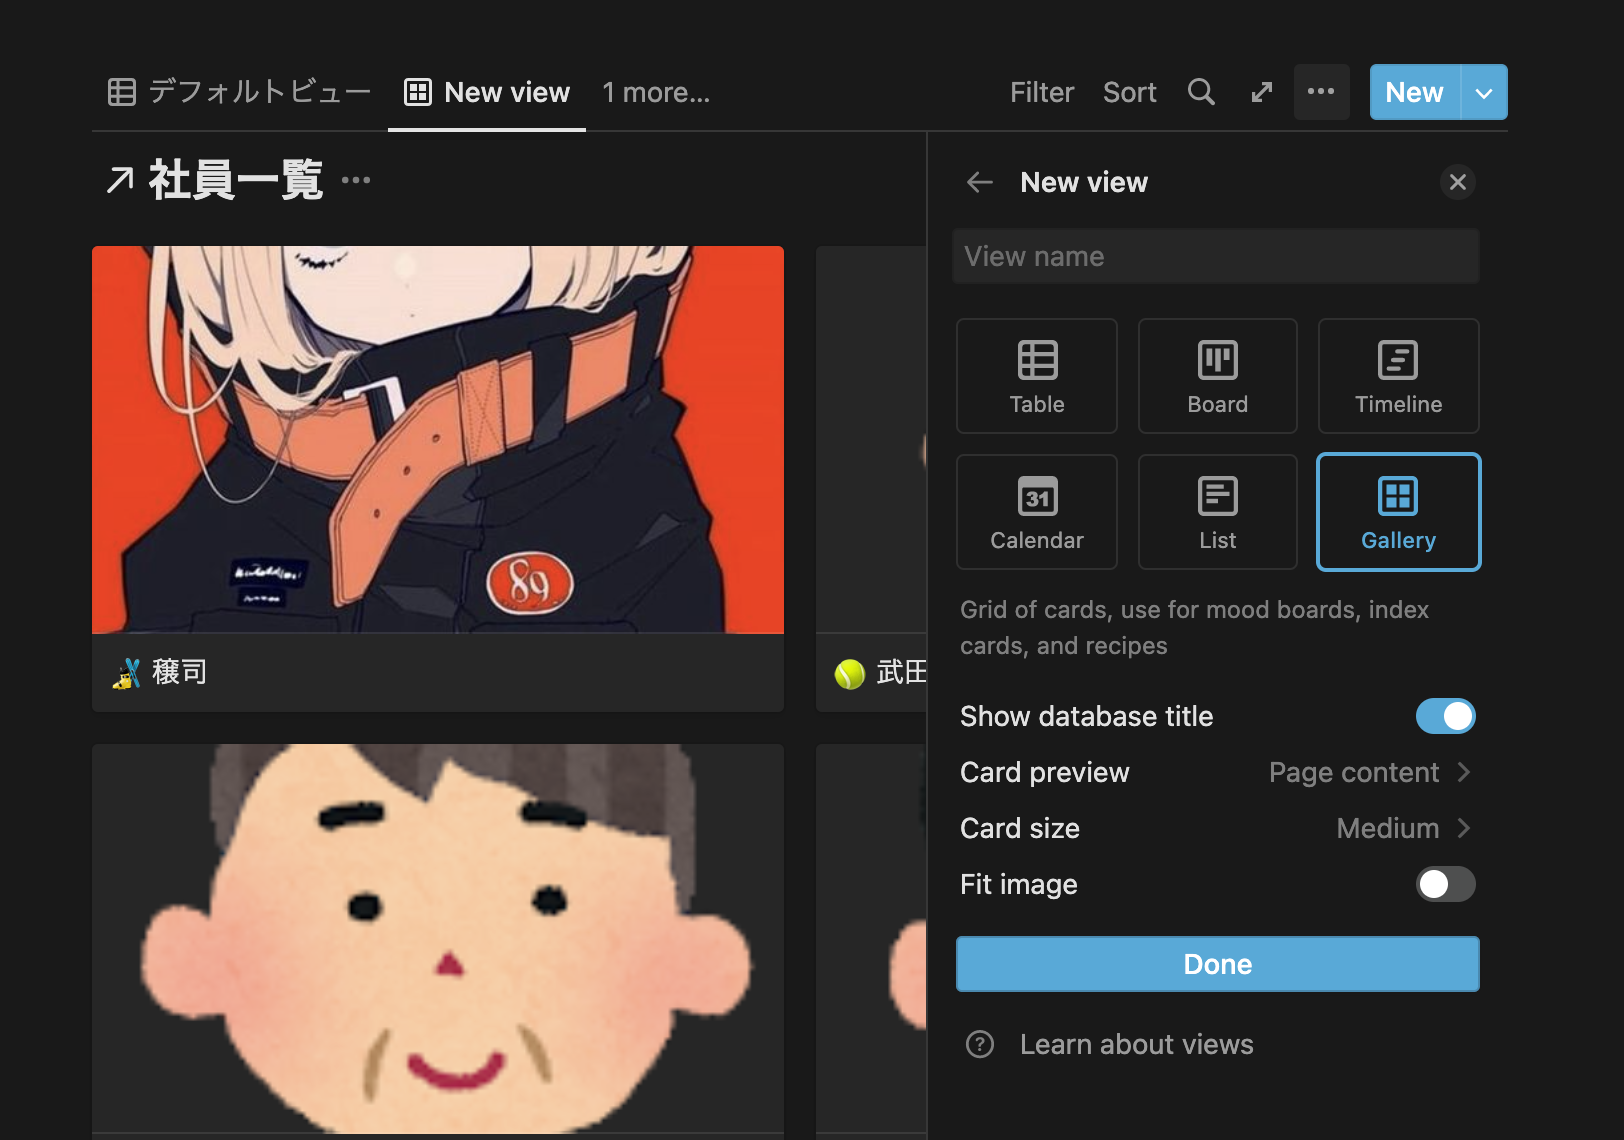 デフォルトビュー
New view
1 more...
Filter
Sort
New
社員一覧
New view
View name
Table
Board
Timeline
31
Calendar
List
Gallery
Grid of cards, use for mood boards, index
cards, and recipes
Show database title
Card preview
Page content
Card size
Medium
Fit image
Done
? Learn about views
89
穣司
武田